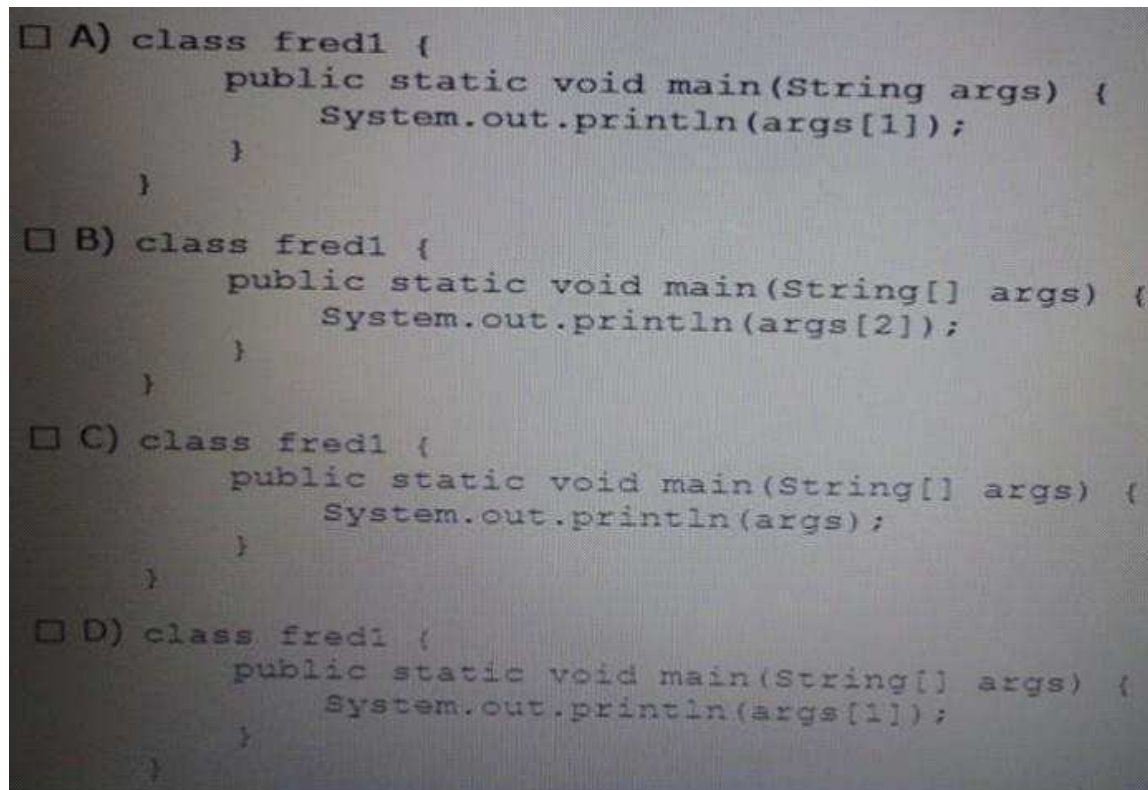 A) class fred1 {
public static void main(String args) {
System.out.println(args[1]);
}
}
B) class fred1 {
public static void main(String[] args) {
System.out.println(args[2]);
}
}
C) class fred1 {
public static void main(String[] args) {
System.out.println(args);
}
}
D) class fred1 {
public static void main(String[] args) {
System.out.println(args[1]);
}
}